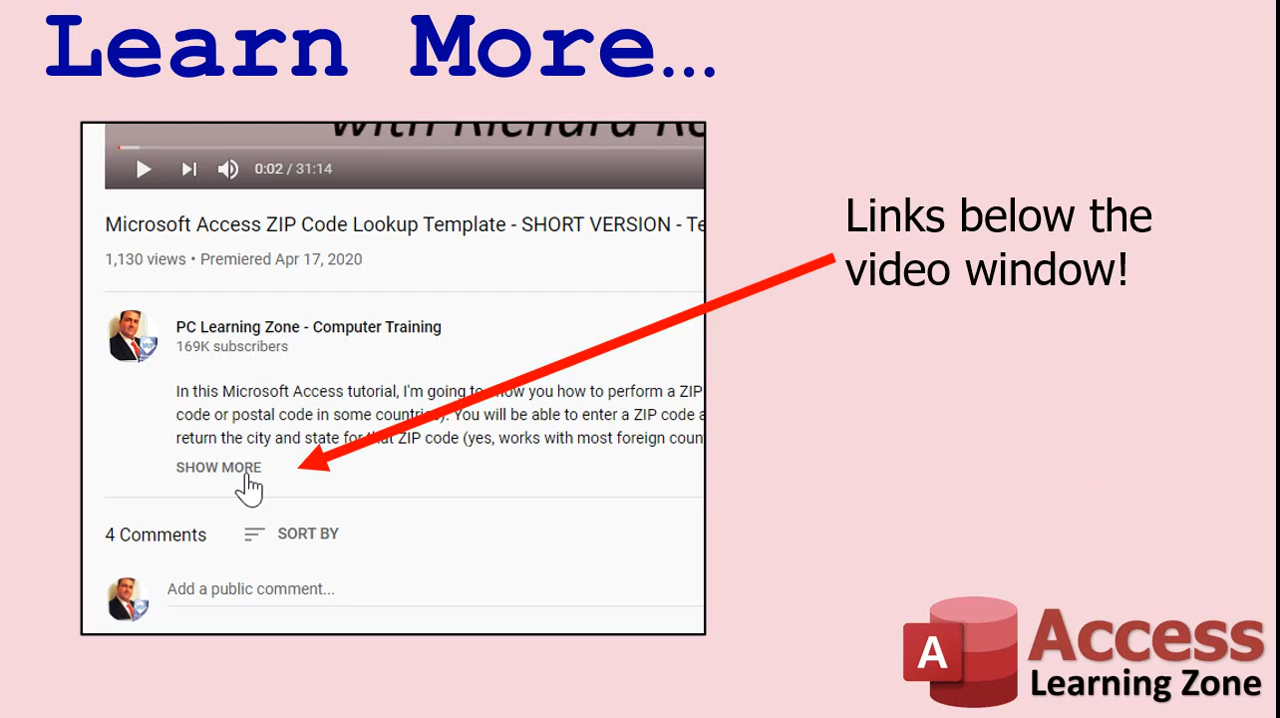 Learn More...
with Richard
0:02 / 31:14
Microsoft Access ZIP Code Lookup Template - SHORT VERSION - Te
1,130 views • Premiered Apr 17, 2020
Links below the
video window!
PC Learning Zone - Computer Training
169K subscribers
In this Microsoft Access tutorial, I'm going to show you how to perform a ZIP
code or postal code in some countries). You will be able to enter a ZIP code a
return the city and state for that ZIP code (yes, works with most foreign coun
SHOW MORE
4 Comments SORT BY
Add a public comment...
A
Access
Learning Zone